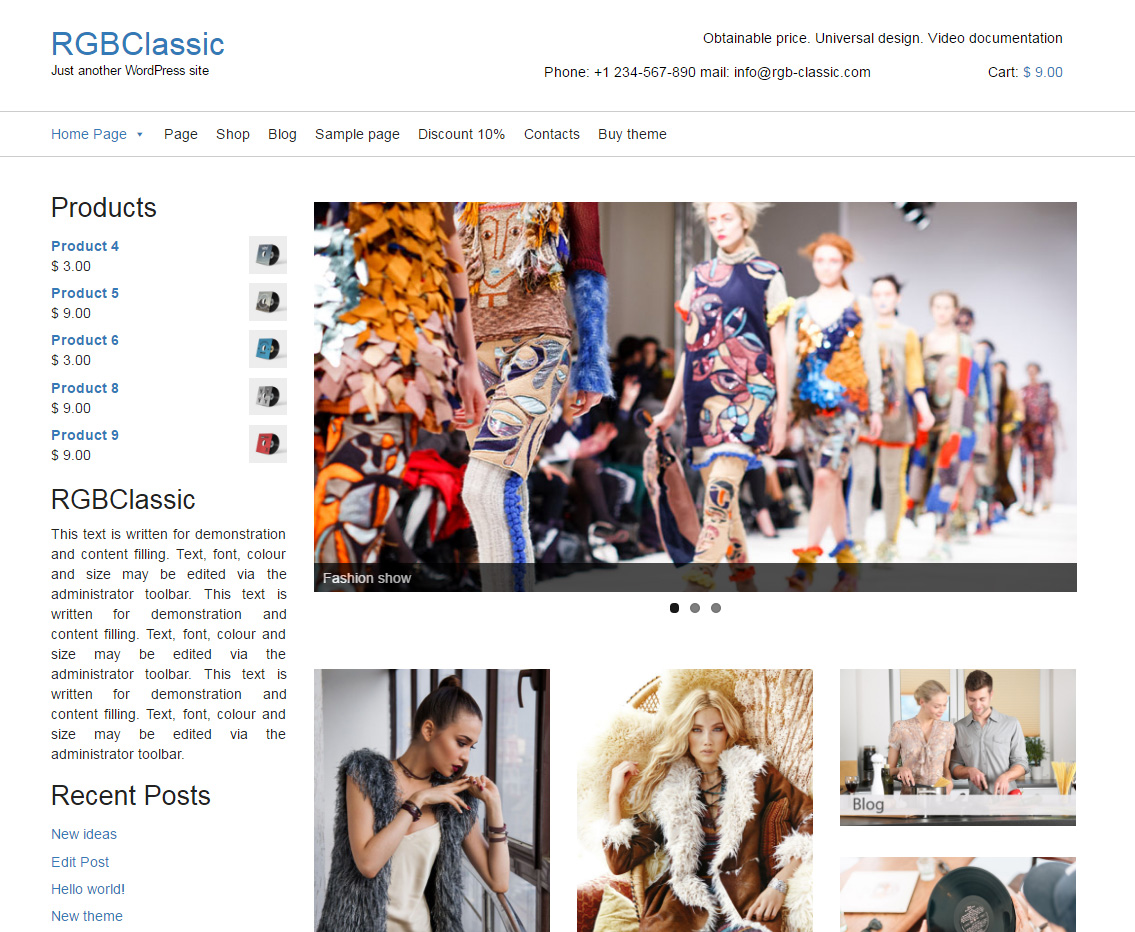 RGBClassic
Just another WordPress site
Obtainable price. Universal design. Video documentation
Phone: +1 234-567-890 mail: info@rgb-classic.com
Cart: $ 9.00
Home Page Page Shop Blog Sample page Discount 10% Contacts Buy theme
Products
Product 4
$ 3.00
Product 5
$ 9.00
Product 6
$ 3.00
Product 8
$ 9.00
Product 9
$ 9.00
RGBClassic
This text is written for demonstration
and content filling. Text, font, colour
and size may be edited via the
administrator toolbar. This text is
written for demonstration and
content filling. Text, font, colour and
size may be edited via the
administrator toolbar. This text is
written for demonstration and
content filling. Text, font, colour and
size may be edited via the
administrator toolbar.
Recent Posts
New ideas
Edit Post
Hello world!
New theme
Fashion show
Blog